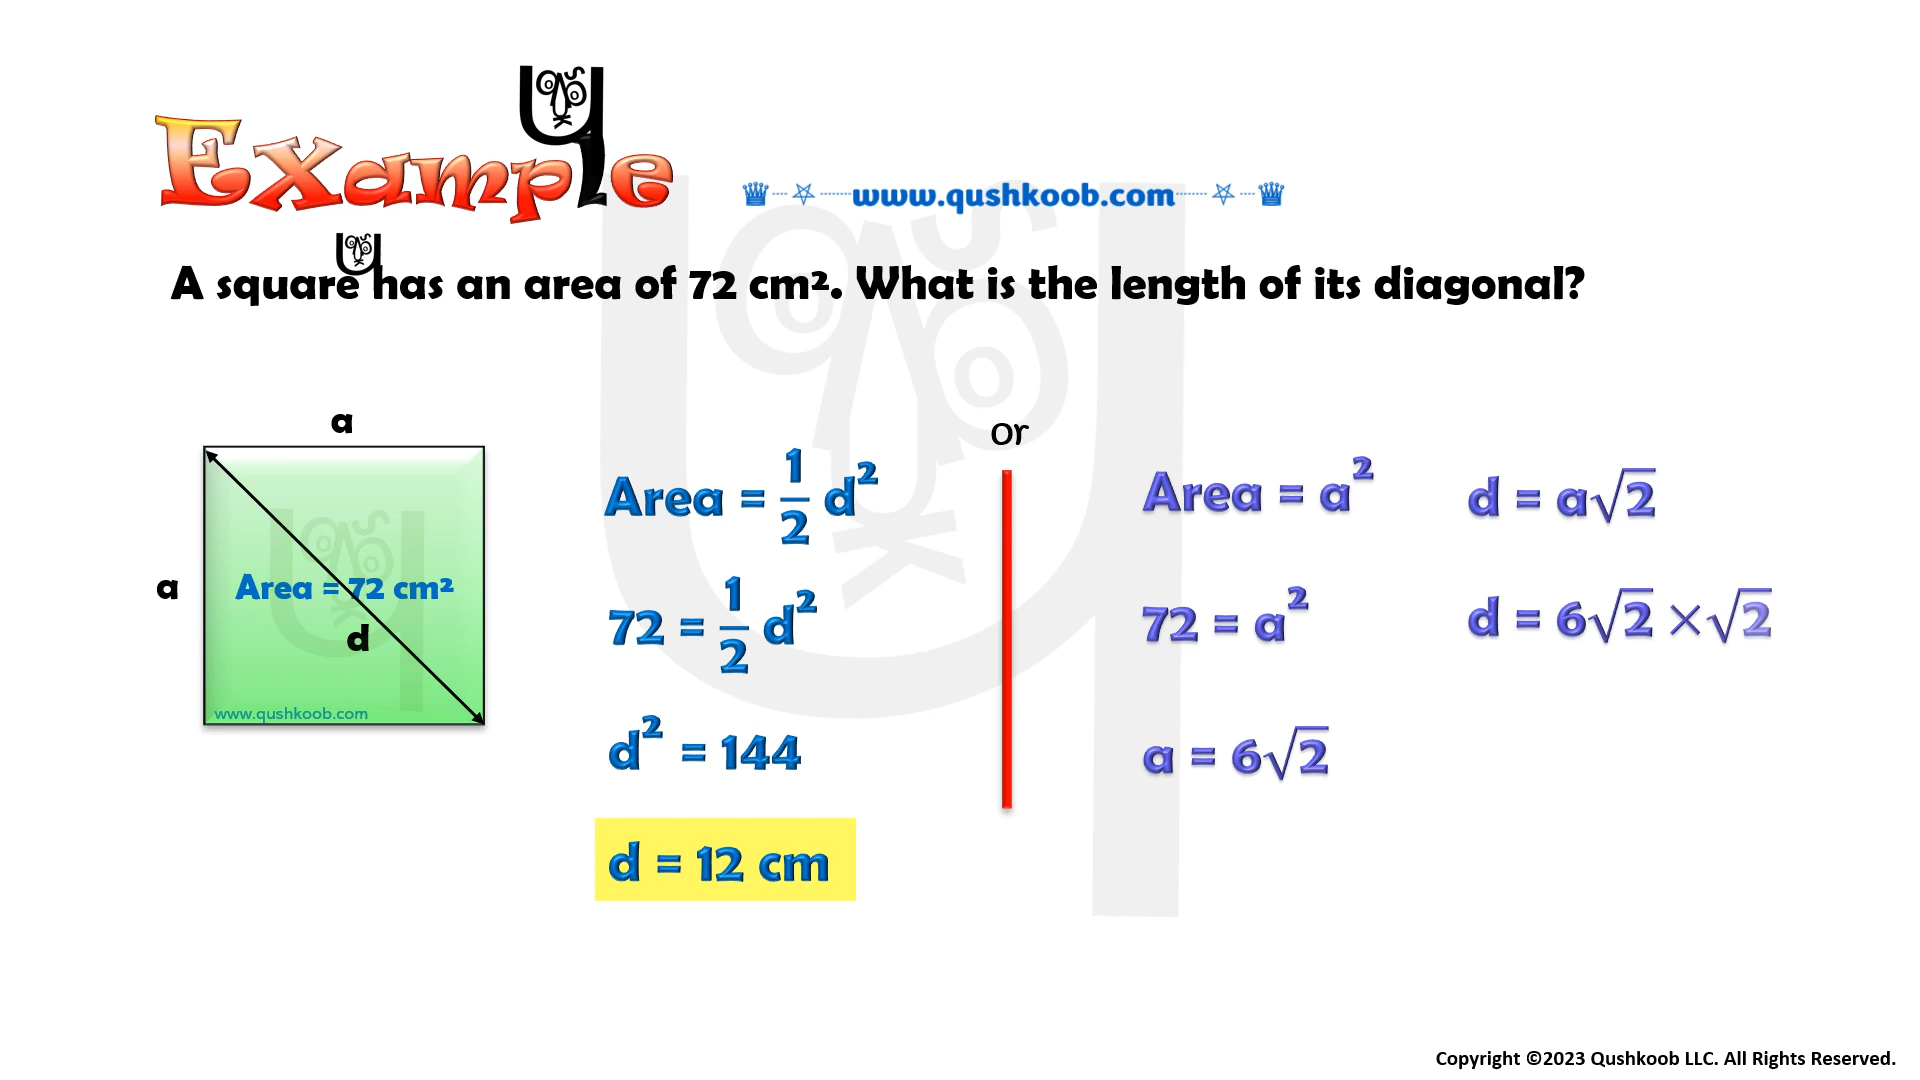 Example
www.qushkoob.com
A square has an area of 72 cm². What is the length of its diagonal?
a
a
Area = 72 cm²
d
www.qushkoob.com
Area = 1/2 d²
72 = 1/2 d²
d² = 144
d = 12 cm
or
Area = a²
72 = a²
a = 6√2
d = a√2
d = 6√2 × √2
Copyright ©2023 Qushkoob LLC. All Rights Reserved.